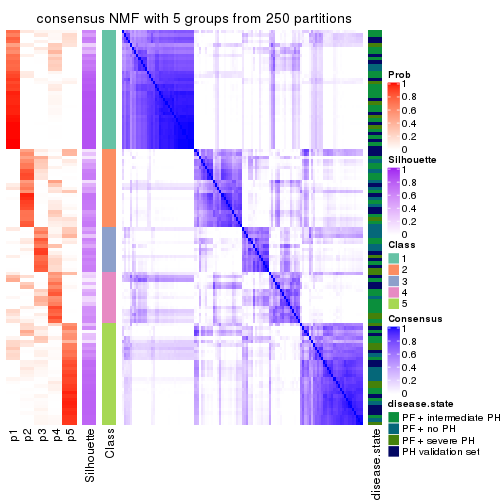 consensus NMF with 5 groups from 250 partitions
Prob
1
0.8
0.6
0.4
0.2
0
Silhouette
1
0.8
0.6
0.4
0.2
0
Class
1
2
3
4
5
Consensus
1
0.8
0.6
0.4
0.2
0
disease.state
PF + intermediate PH
PF + no PH
PF + severe PH
PH validation set
p1
p2
p3
p4
p5
Silhouette
Class
disease.state